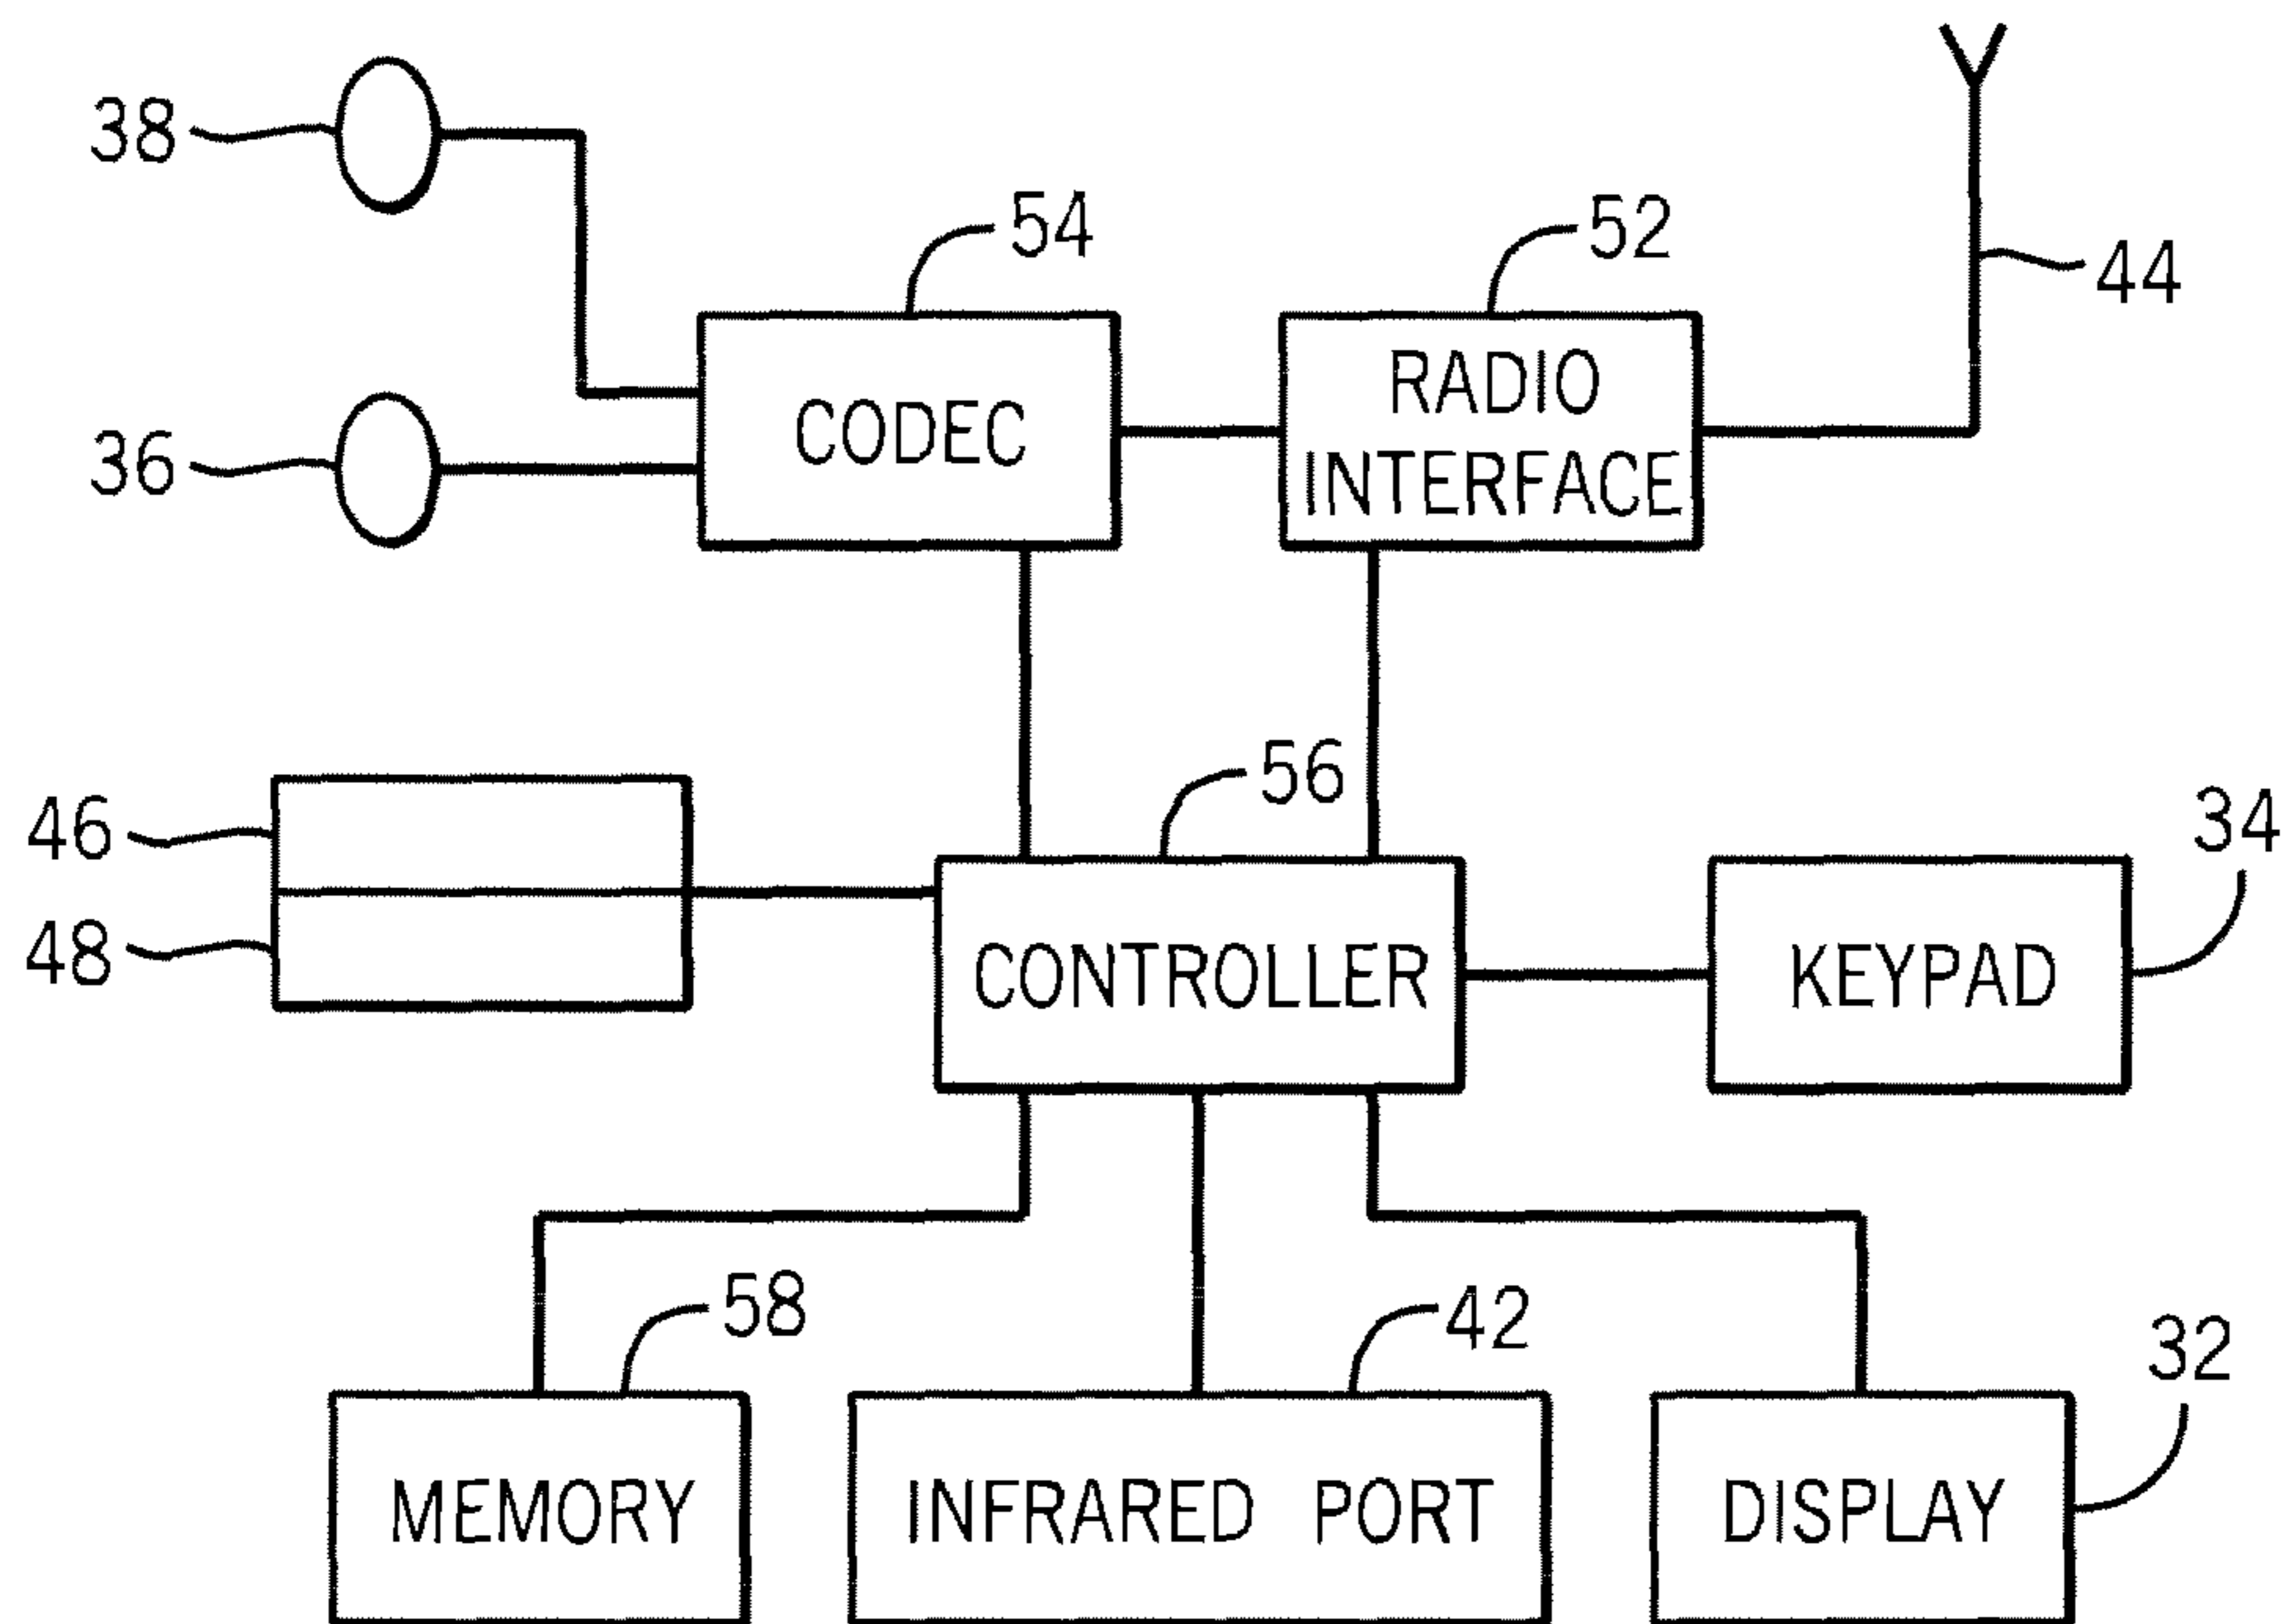 38
54
52
44
RADIO
CODEC
36
INTERFACE
56
34
46
48
CONTROLLER
KEYPAD
58
42
32
MEMORY
INFRARED PORT
DISPLAY